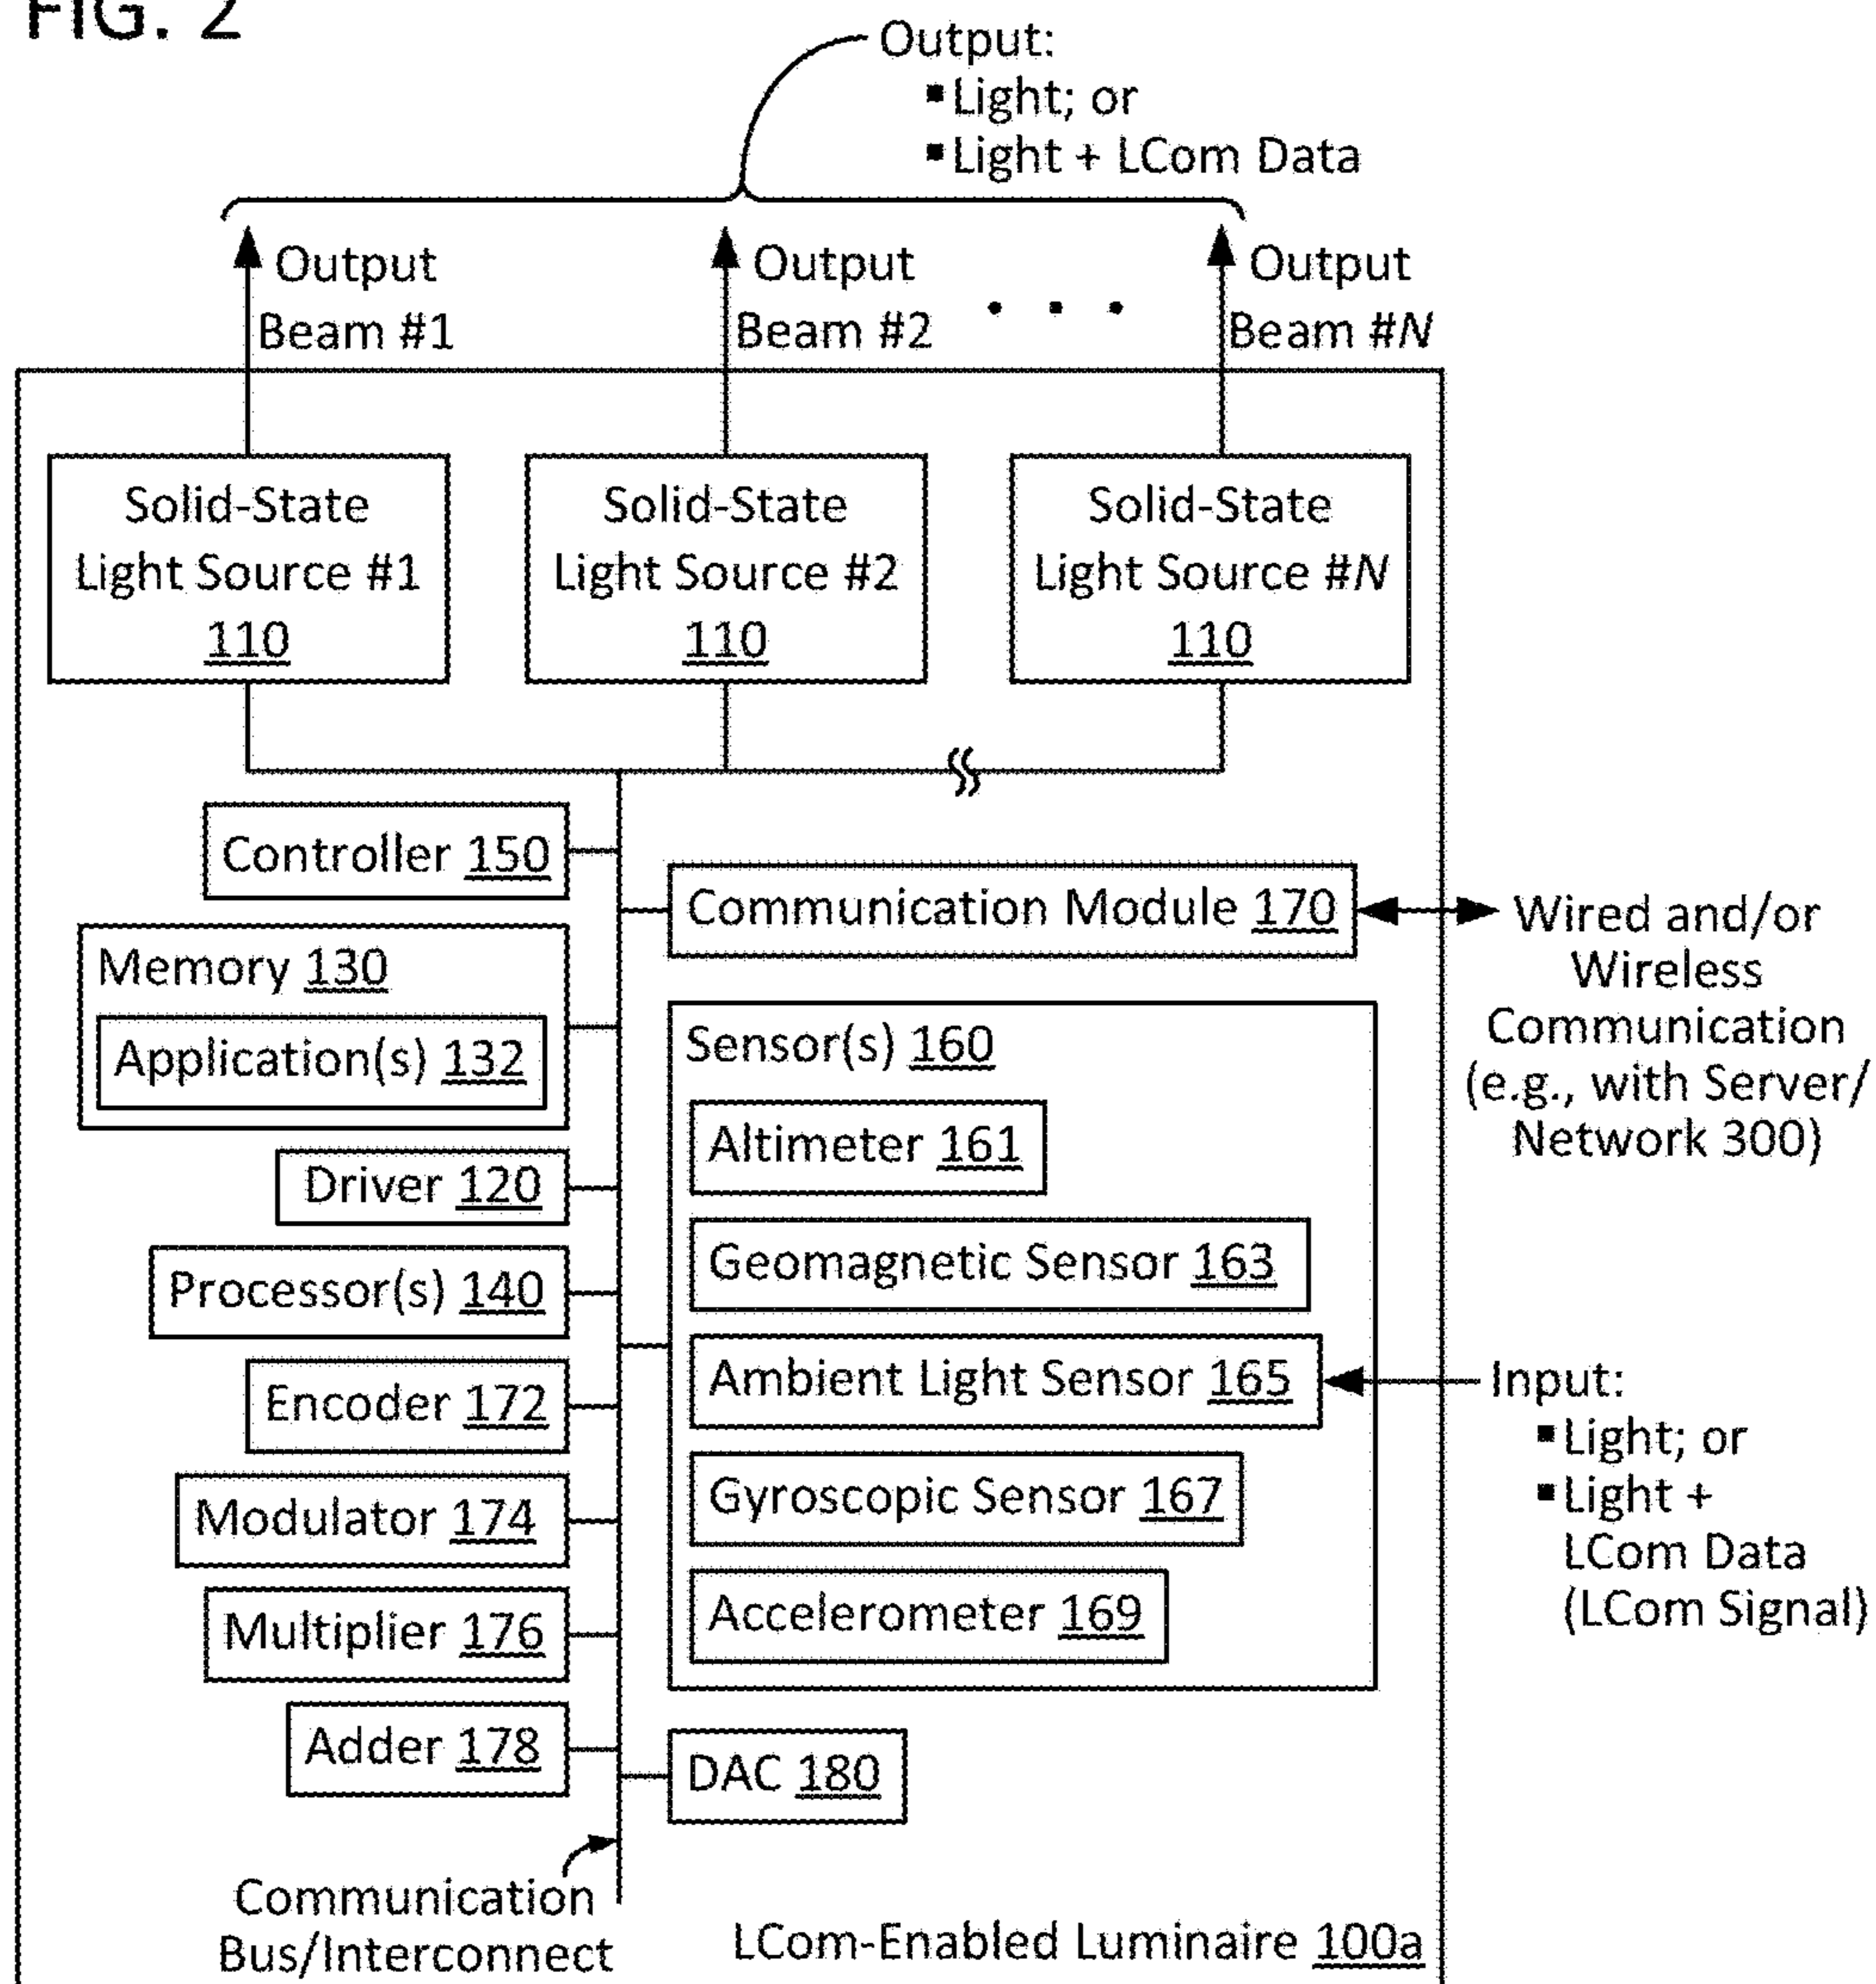 FIG. 2
Output:
▪Light; or
▪Light + LCom Data
Output
Beam #1
Output
Beam #2
. . .
Output
Beam #N
Solid-State
Light Source #1
110
Solid-State
Light Source #2
110
Solid-State
Light Source #N
110
Controller 150
Communication Module 170
Wired and/or
Wireless
Communication
(e.g., with Server/
Network 300)
Memory 130
Application(s) 132
Driver 120
Processor(s) 140
Encoder 172
Modulator 174
Multiplier 176
Adder 178
Sensor(s) 160
Altimeter 161
Geomagnetic Sensor 163
Ambient Light Sensor 165
Gyroscopic Sensor 167
Accelerometer 169
Input:
▪Light; or
▪Light +
LCom Data
(LCom Signal)
DAC 180
Communication
Bus/Interconnect
LCom-Enabled Luminaire 100a